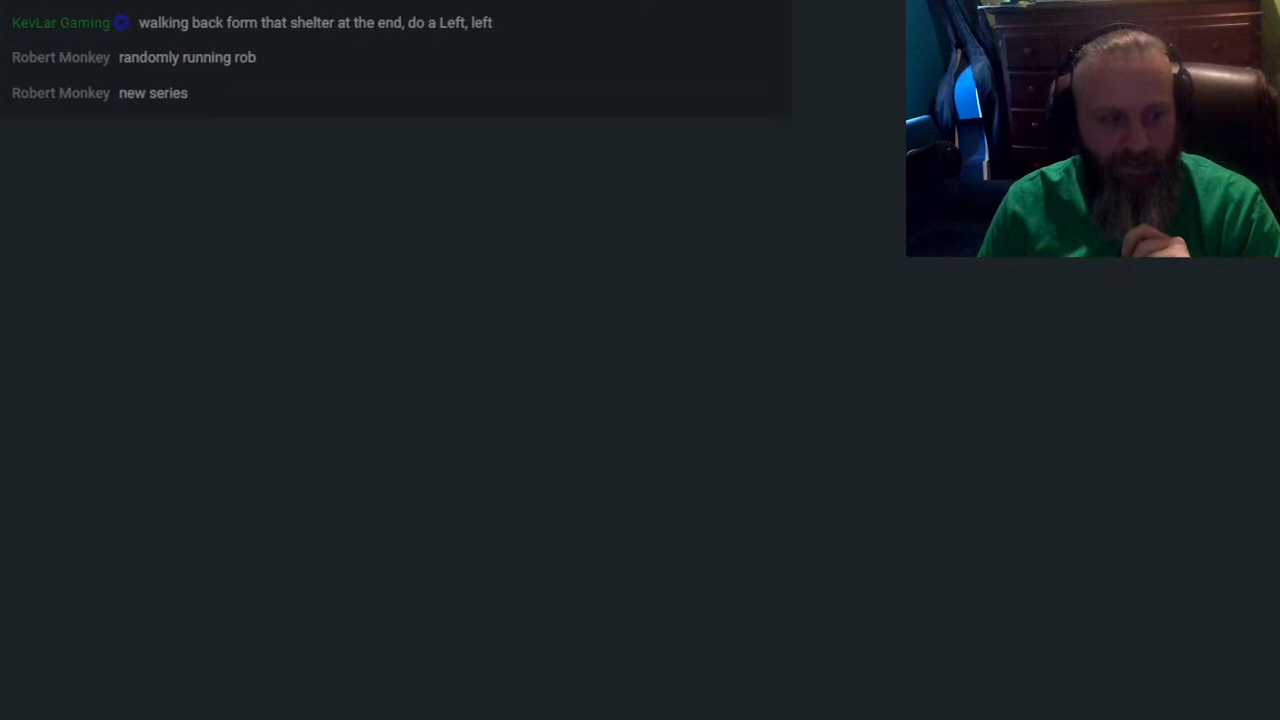 KevLar Gaming walking back form that shelter at the end, do a Left, left
Robert Monkey randomly running rob
Robert Monkey new series